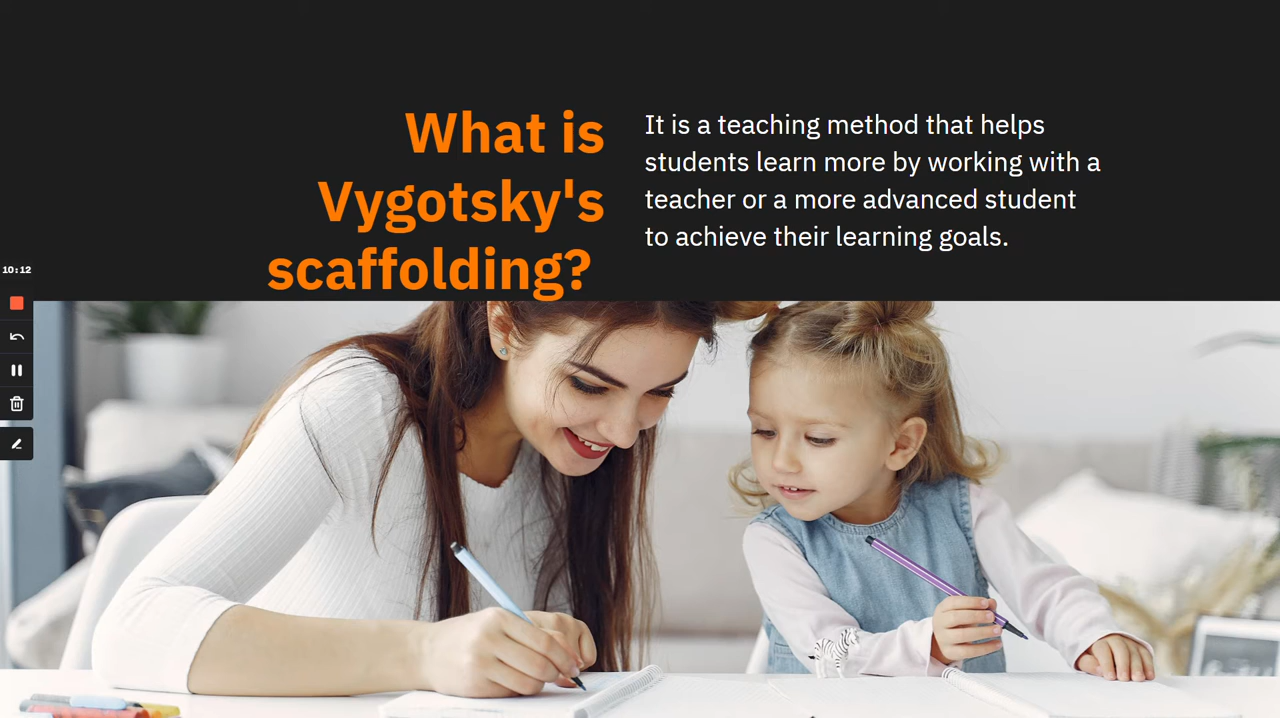 What is
Vygotsky's
scaffolding?
It is a teaching method that helps
students learn more by working with a
teacher or a more advanced student
to achieve their learning goals.
10:12